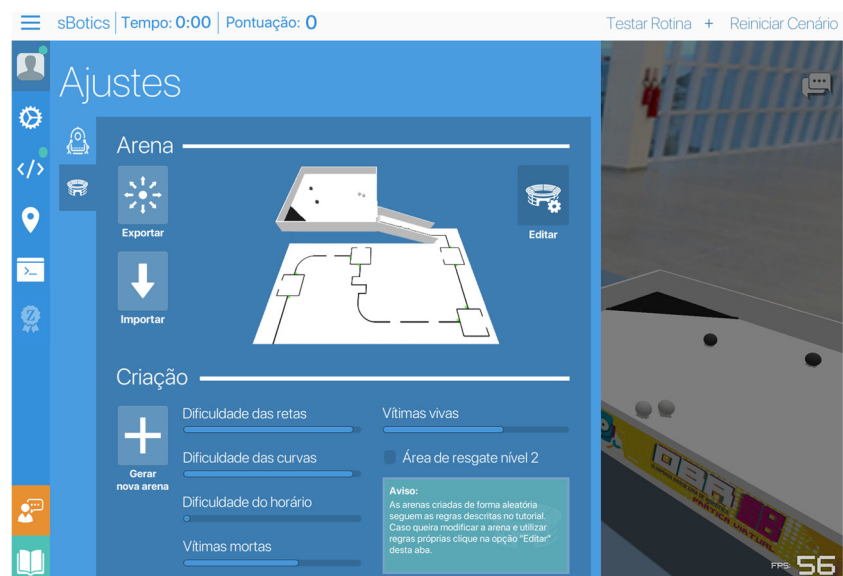 sBotics
Tempo: 0:00
Pontuação: 0
Testar Rotina + Reiniciar Cenário
Ajustes
Arena
Exportar
Editar
Importar
Criação
Gerar
nova arena
Dificuldade das retas
Dificuldade das curvas
Dificuldade do horário
Vítimas mortas
Vítimas vivas
Área de resgate nível 2
Aviso:
As arenas criadas de forma aleatória
seguem as regras descritas no tutorial.
Caso queira modificar a arena e utilizar
regras próprias clique na opção "Editar"
desta aba.
OBR
PRÁTICA VIRTUAL
FPS: 56